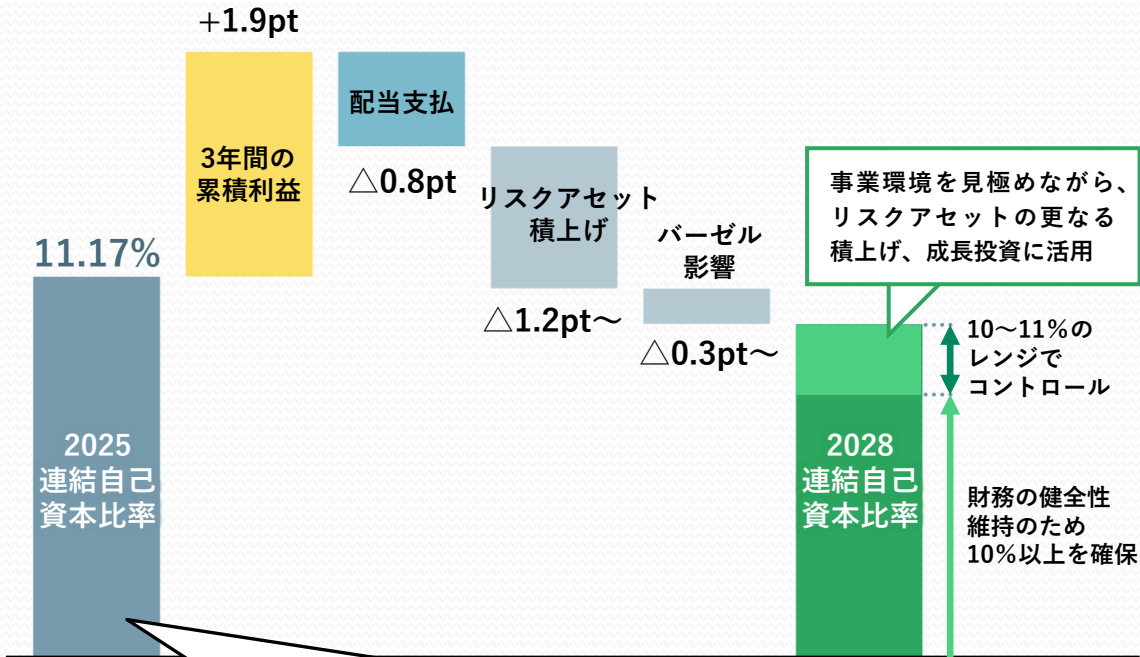 +1.9pt
3年間の
累積利益
配当支払
△0.8pt
リスクアセット
積上げ
△1.2pt～
バーゼル
影響
△0.3pt～
11.17%
2025
連結自己
資本比率
事業環境を見極めながら、
リスクアセットの更なる
積上げ、成長投資に活用
10～11%の
レンジで
コントロール
2028
連結自己
資本比率
財務の健全性
維持のため
10%以上を確保